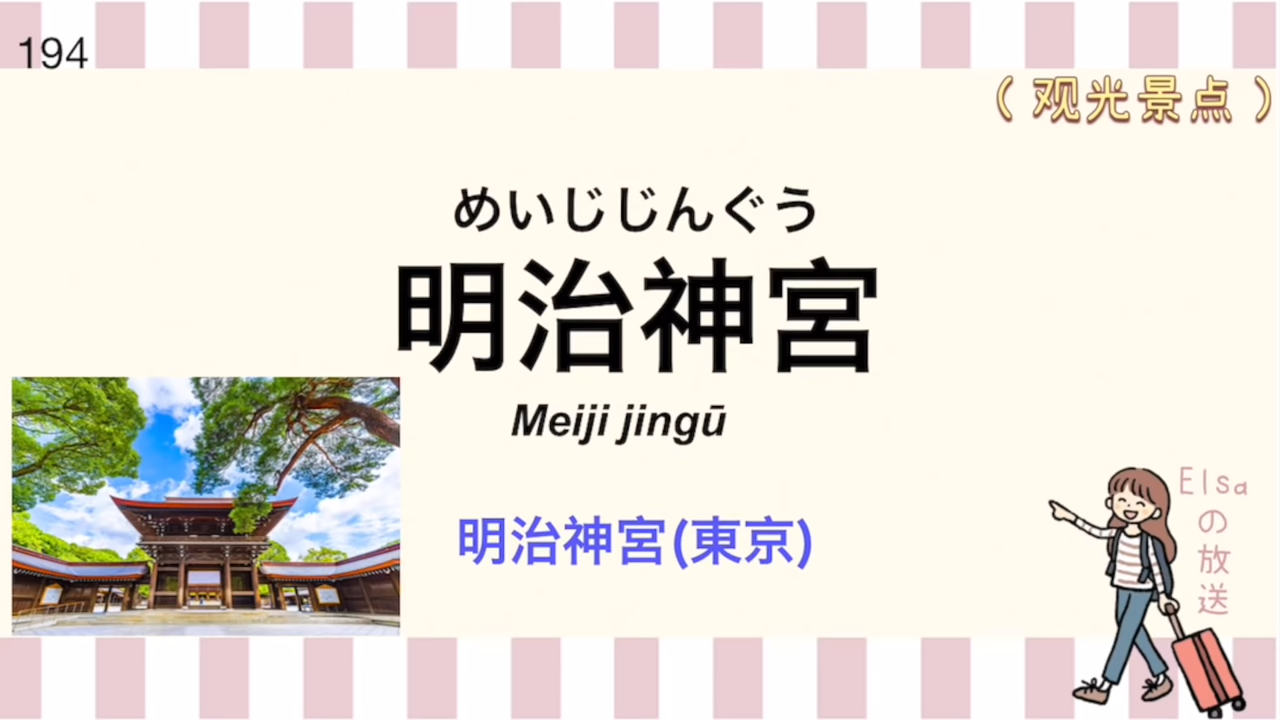 194
（观光景点）
めいじじんぐう
明治神宮
Meiji jingū
明治神宮(東京)
Elsa
の
放
送